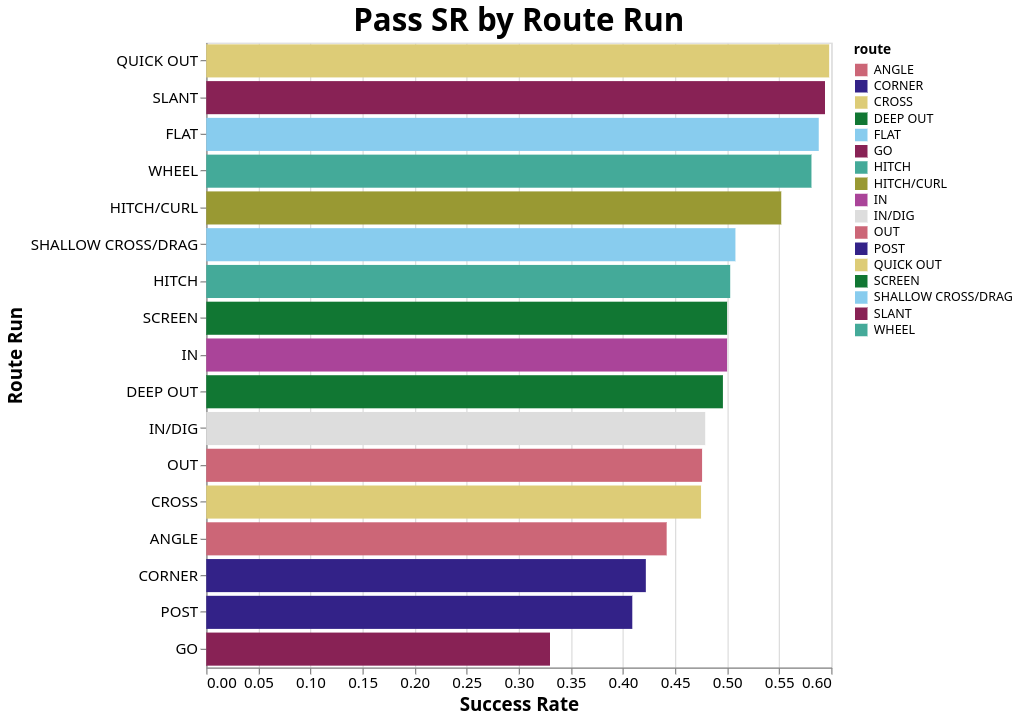 Pass SR by Route Run
QUICK OUT
SLANT
FLAT
WHEEL
HITCH/CURL
SHALLOW CROSS/DRAG
HITCH
SCREEN
IN
DEEP OUT
IN/DIG
OUT
CROSS
ANGLE
CORNER
POST
GO
Route Run
0.00 0.05 0.10 0.15 0.20 0.25 0.30 0.35 0.40 0.45 0.50 0.55 0.60
Success Rate
route
ANGLE
CORNER
CROSS
DEEP OUT
FLAT
GO
HITCH
HITCH/CURL
IN
IN/DIG
OUT
POST
QUICK OUT
SCREEN
SHALLOW CROSS/DRAG
SLANT
WHEEL